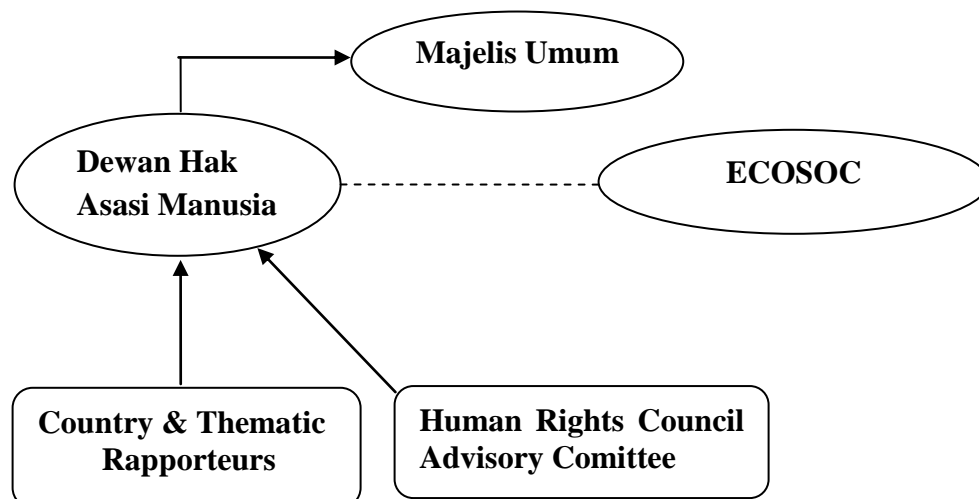 Majelis Umum
Dewan Hak
Asasi Manusia
ECOSOC
Country & Thematic
Rapporteurs
Human Rights Council
Advisory Comittee